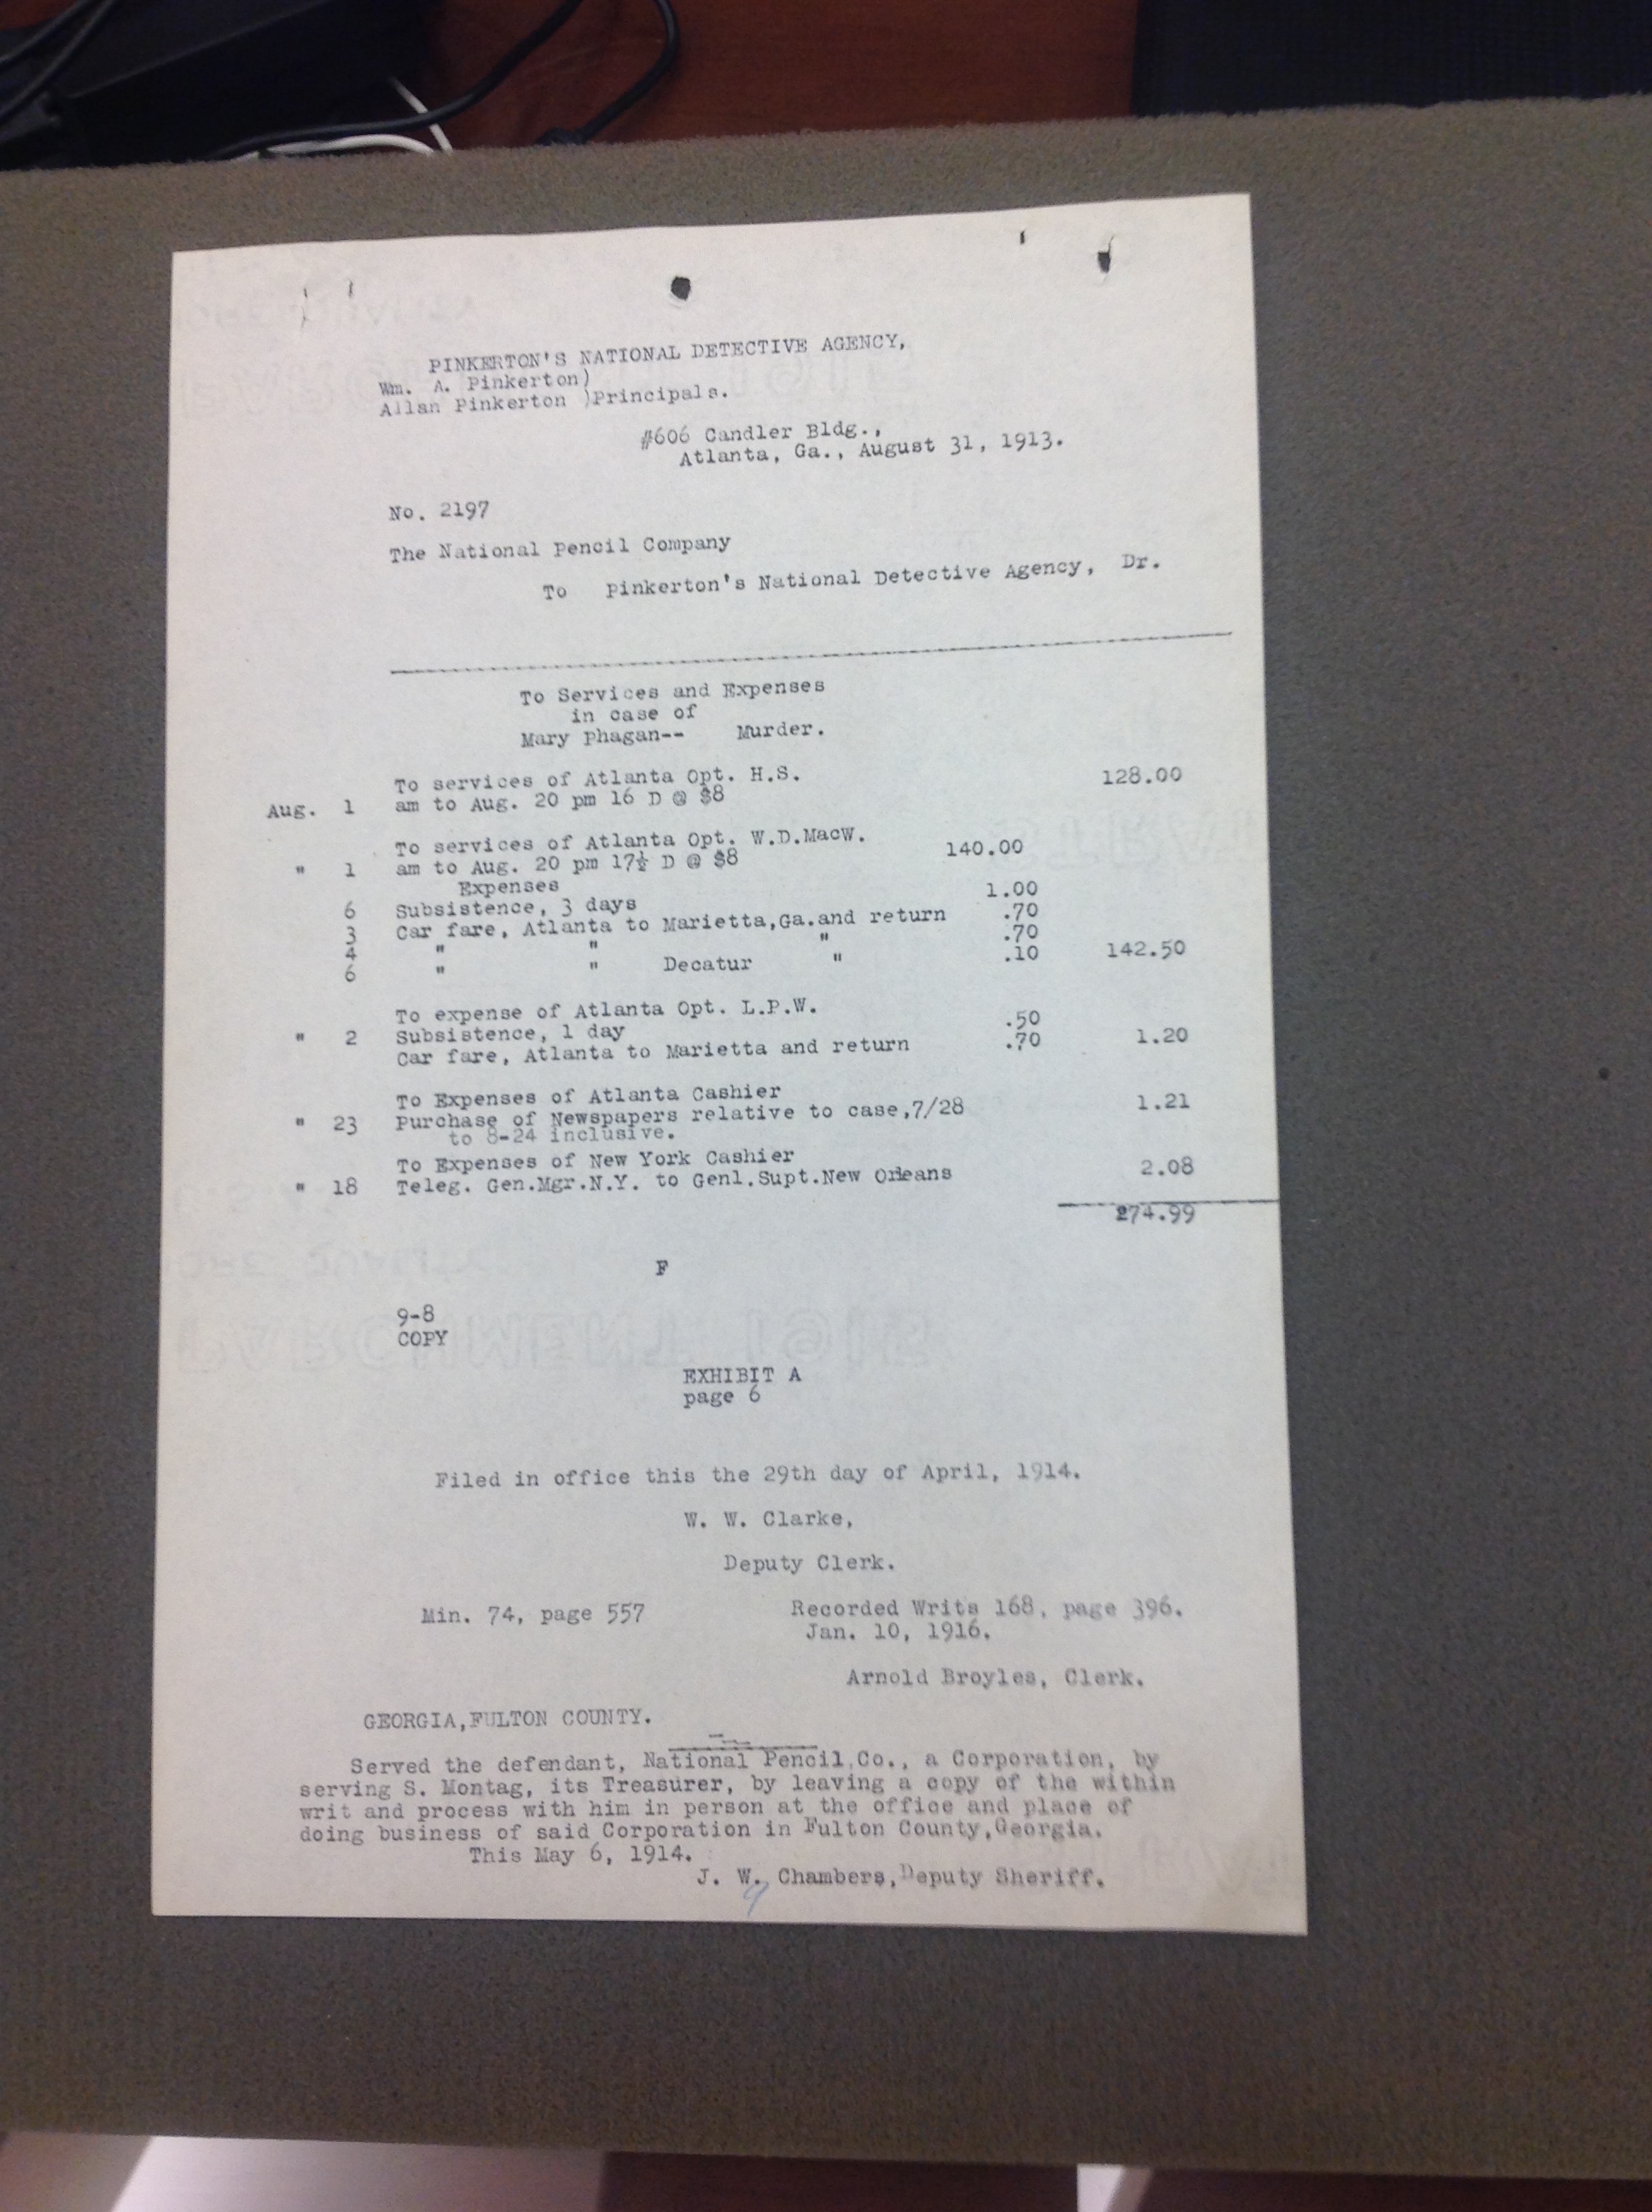 PINKERTON'S NATIONAL DETECTIVE AGENCY,
Wm. A. Pinkerton)
Allan Pinkerton )Principals.
#606 Candler Bldg.,
Atlanta, Ga., August 31, 1913.
No. 2197
The National Pencil Company
To Pinkerton's National Detective Agency, Dr.
To Services and Expenses
in case of
Mary Phagan-- Murder.
To services of Atlanta Opt. H.S. 128.00
Aug. 1 am to Aug. 20 pm 16 D @ $8
To services of Atlanta Opt. W.D.MacW. 140.00
" 1 am to Aug. 20 pm 17½ D @ $8
Expenses
6 Subsistence, 3 days 1.00
3 Car fare, Atlanta to Marietta,Ga.and return .70
4 " " " .70
6 " " Decatur " .10 142.50
To expense of Atlanta Opt. L.P.W.
" 2 Subsistence, 1 day .50
Car fare, Atlanta to Marietta and return .70 1.20
To Expenses of Atlanta Cashier
" 23 Purchase of Newspapers relative to case,7/28 1.21
to 8-24 inclusive.
To Expenses of New York Cashier
" 18 Teleg. Gen.Mgr.N.Y. to Genl.Supt.New Orleans 2.08
274.99
F
9-8
COPY
EXHIBIT A
page 6
Filed in office this the 29th day of April, 1914.
W. W. Clarke,
Deputy Clerk.
Min. 74, page 557 Recorded Writs 168, page 396.
Jan. 10, 1916.
Arnold Broyles, Clerk.
GEORGIA,FULTON COUNTY.
Served the defendant, National Pencil Co., a Corporation, by
serving S. Montag, its Treasurer, by leaving a copy of the within
writ and process with him in person at the office and place of
doing business of said Corporation in Fulton County,Georgia.
This May 6, 1914.
J. W. Chambers,Deputy Sheriff.
9